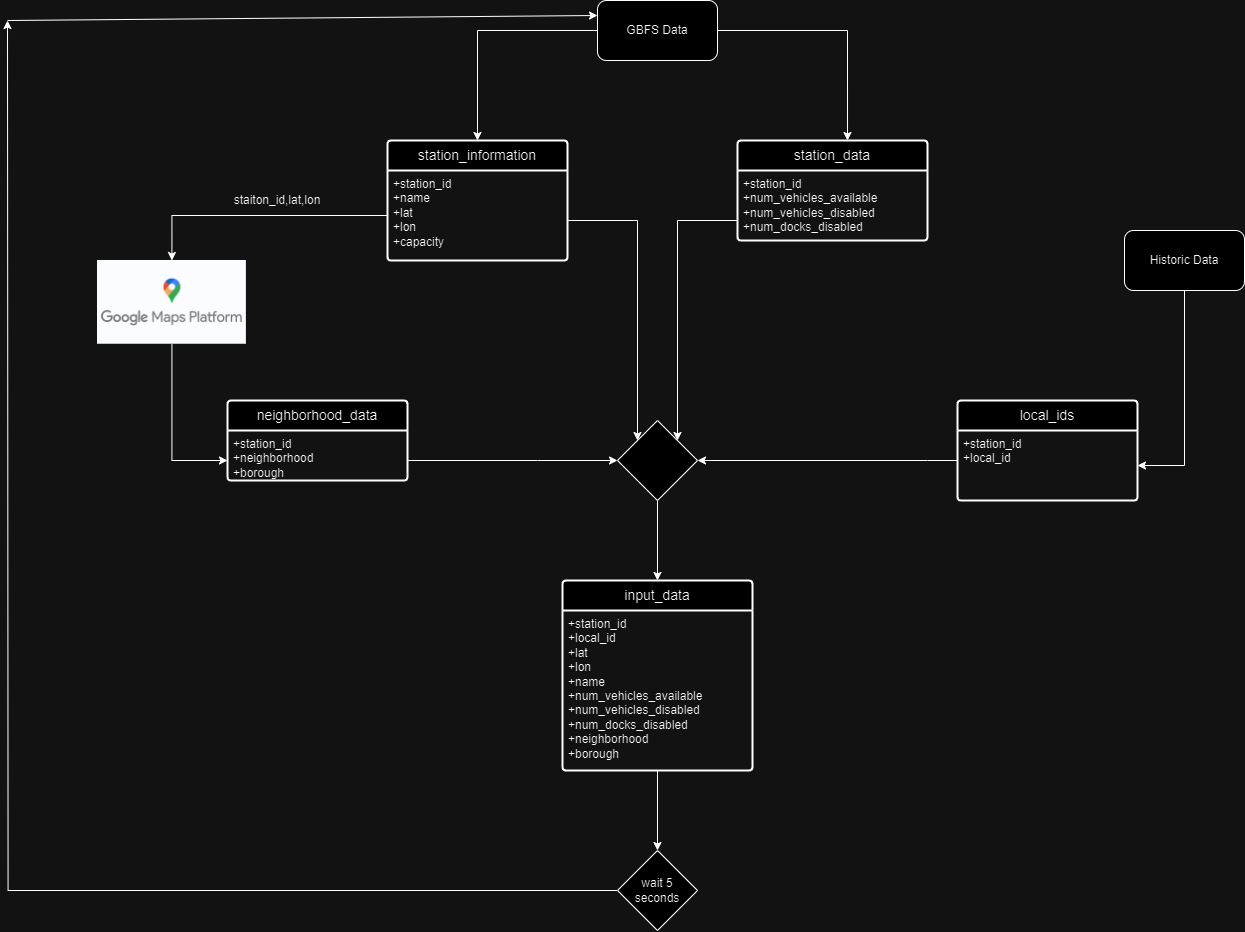 GBFS Data
station_information
+station_id
+name
+lat
+lon
+capacity
station_data
+station_id
+num_vehicles_available
+num_vehicles_disabled
+num_docks_disabled
staiton_id,lat,lon
Historic Data
Google Maps Platform
neighborhood_data
+station_id
+neighborhood
+borough
local_ids
+station_id
+local_id
input_data
+station_id
+local_id
+lat
+lon
+name
+num_vehicles_available
+num_vehicles_disabled
+num_docks_disabled
+neighborhood
+borough
wait 5
seconds